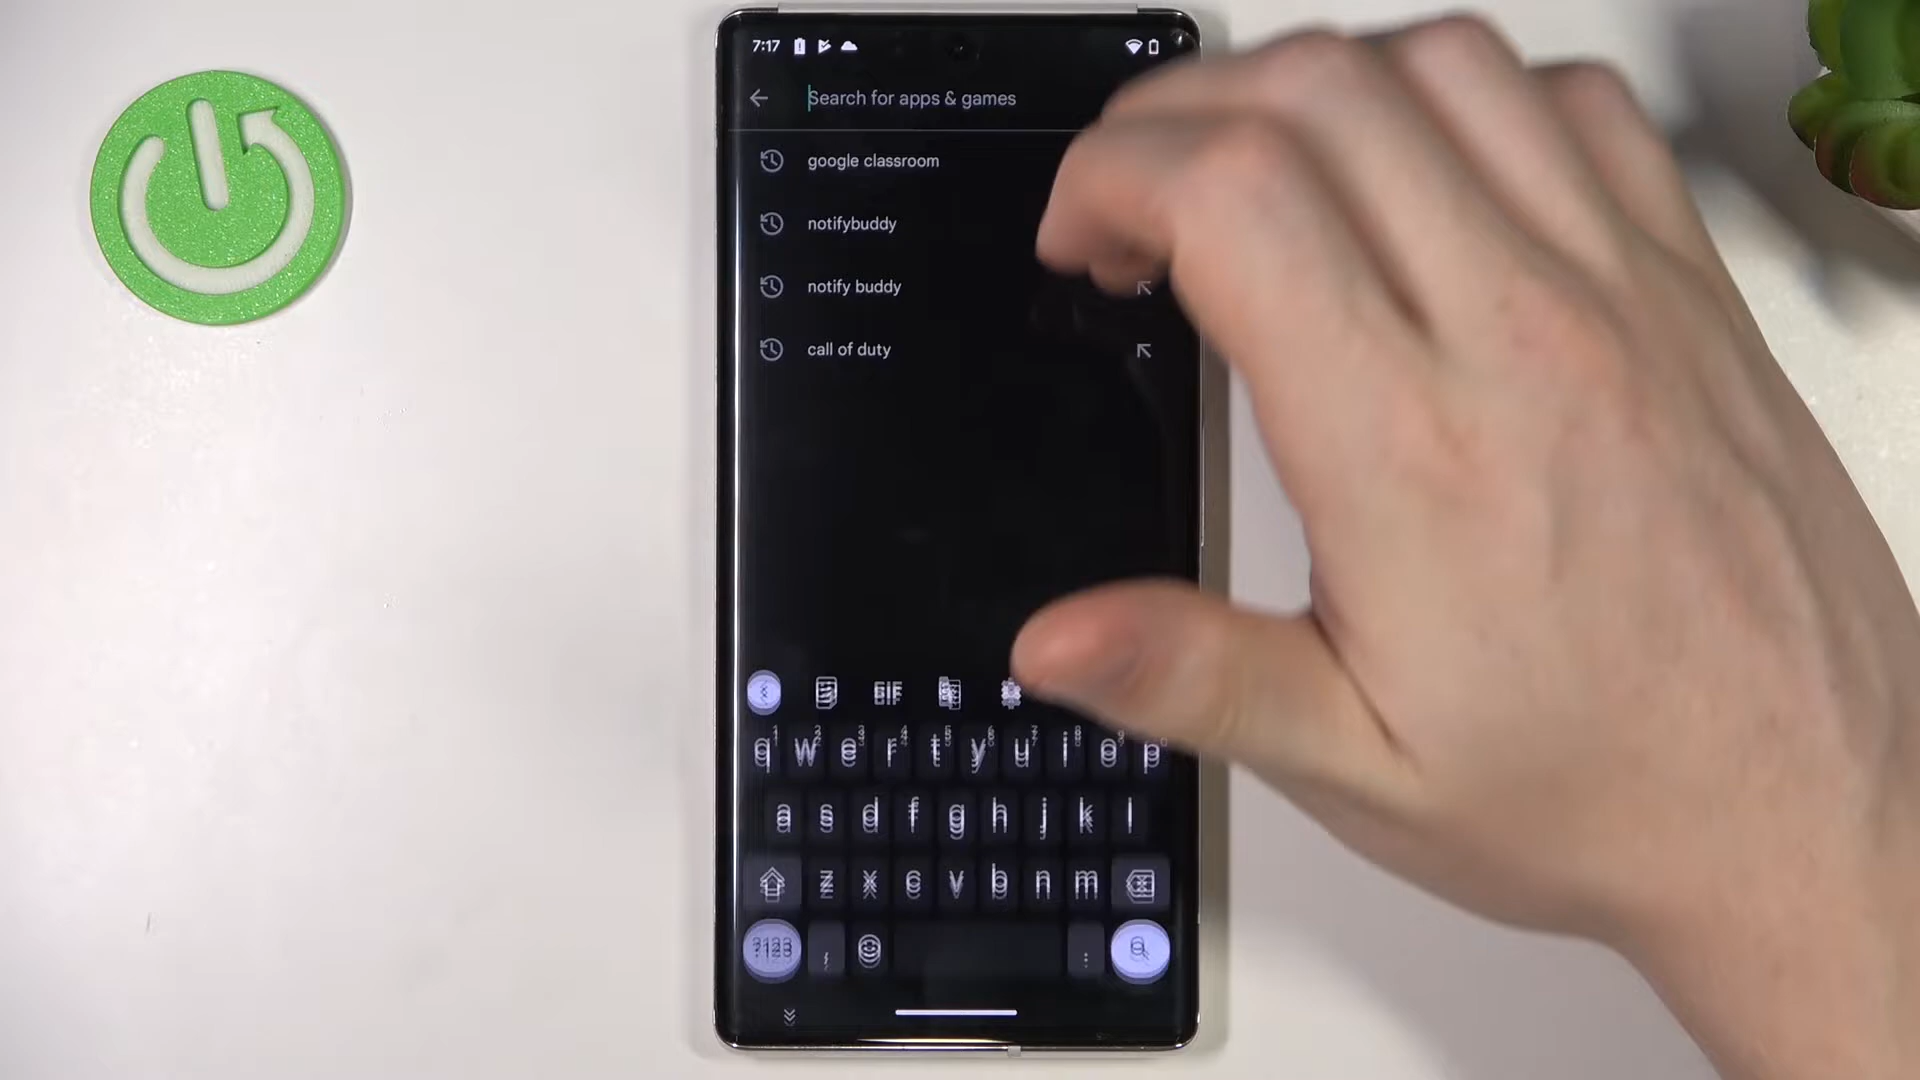 7:17
Search for apps & games
google classroom
notifybuddy
notify buddy
call of duty
GIF
q w e r t y u i o p
a s d f g h j k l
z x c v b n m
?123 , .